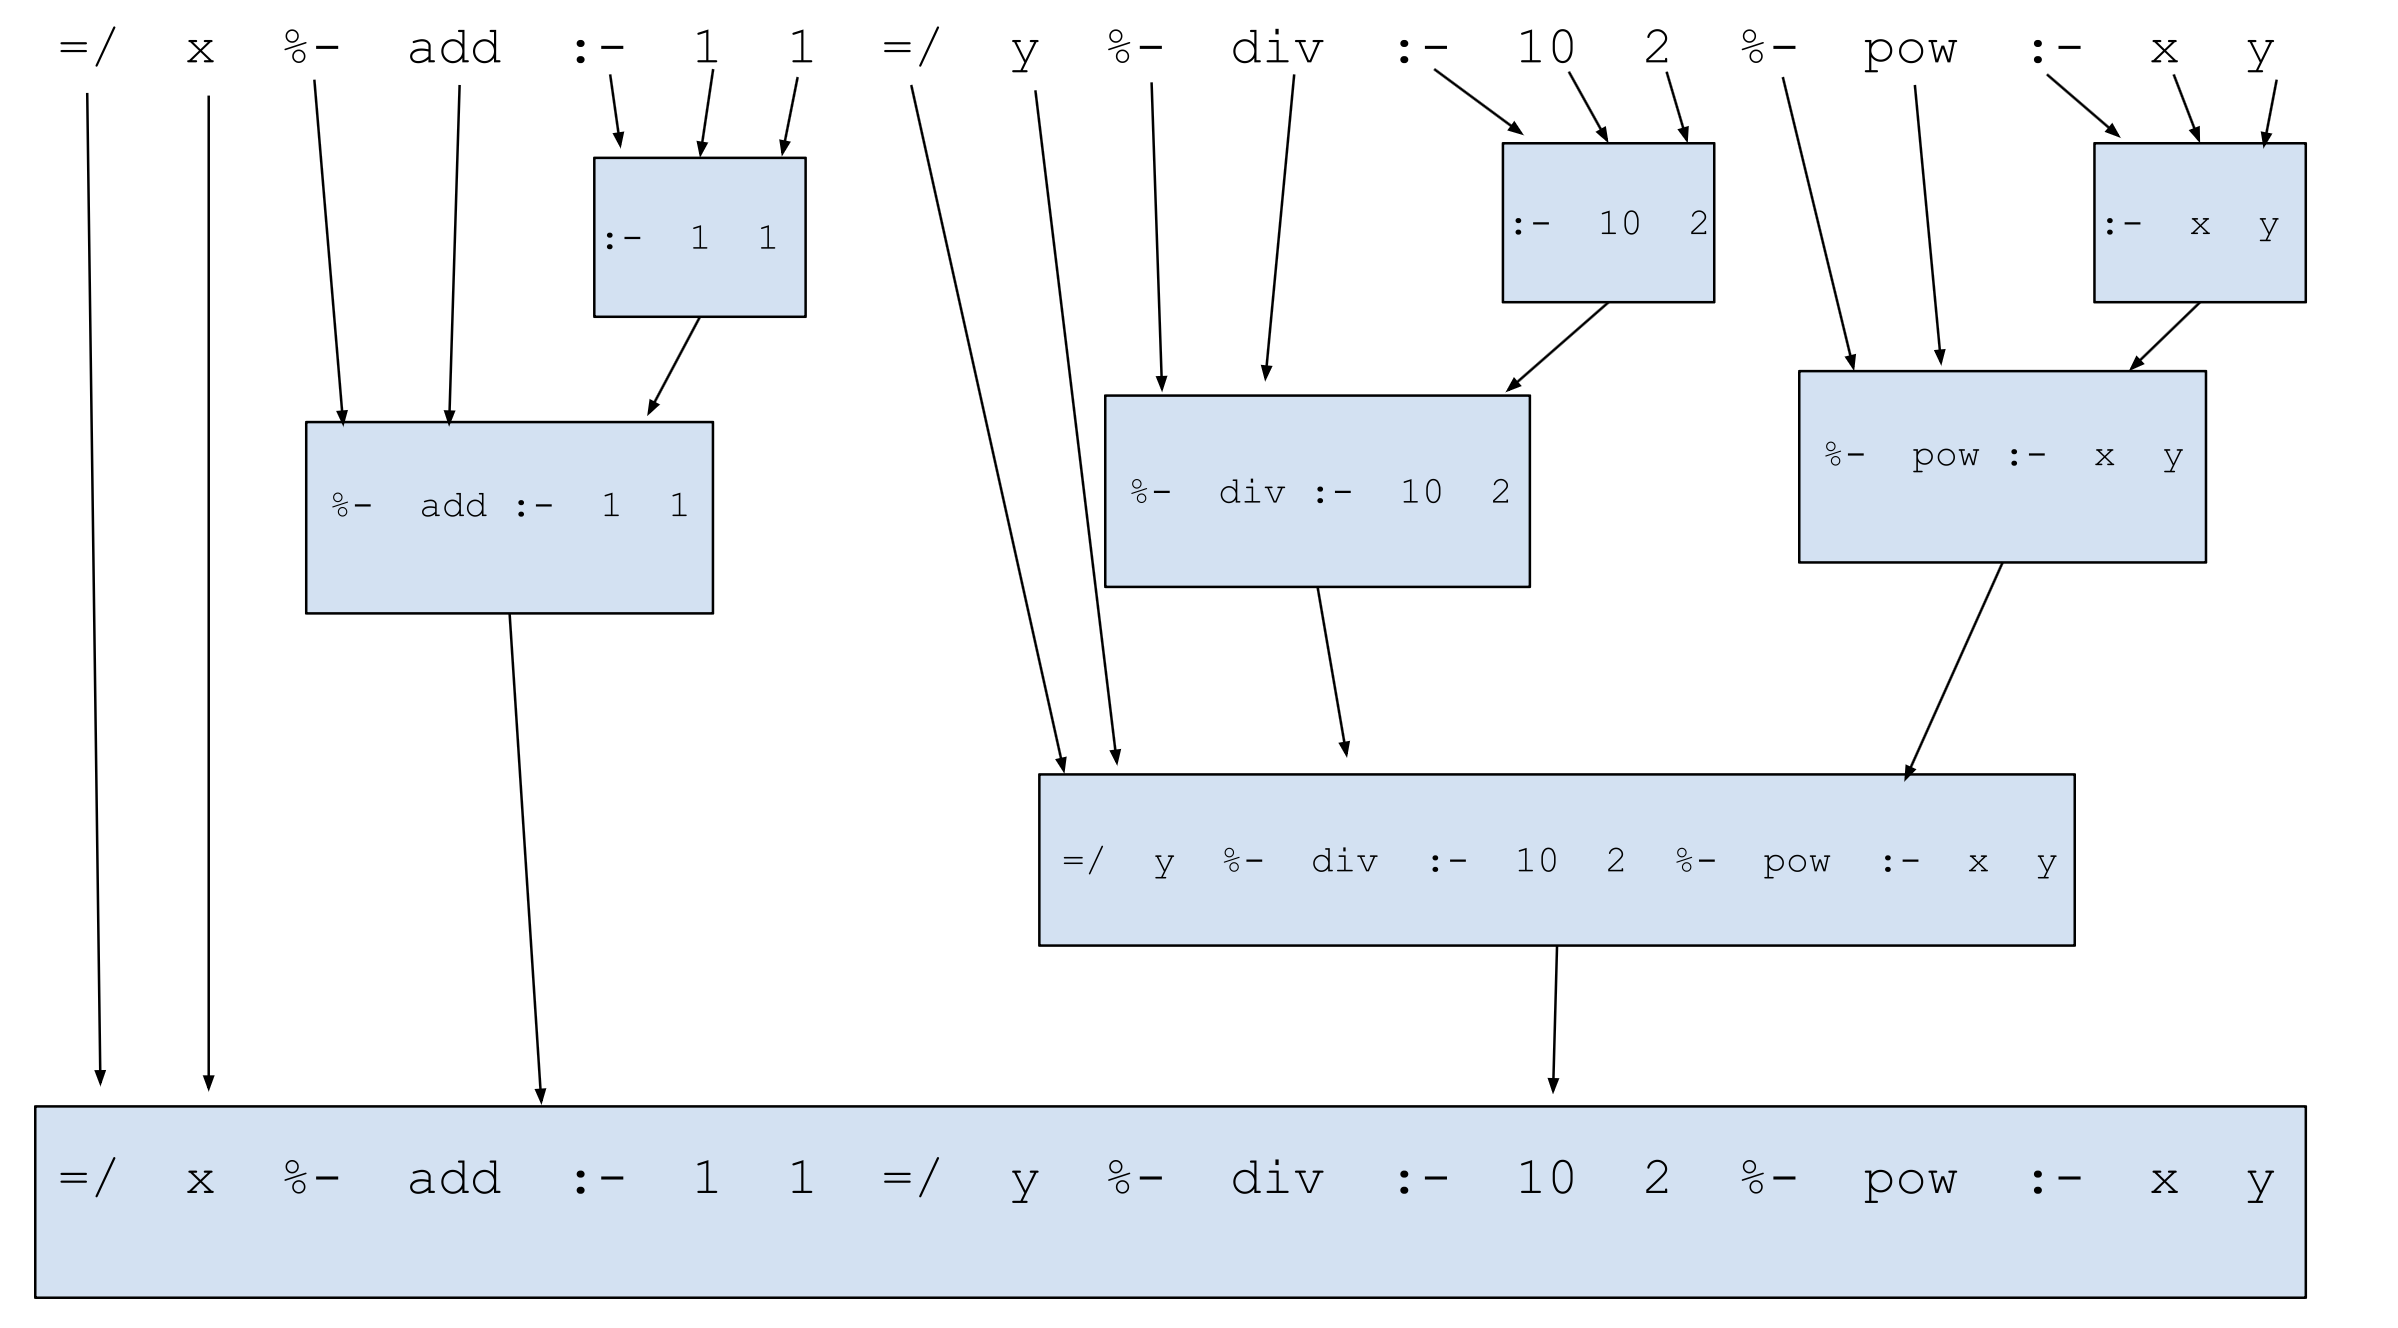 =/ x %- add :- 1 1 =/ y %- div :- 10 2 %- pow :- x y
:- 1 1
:- 10 2
:- x y
%- add :- 1 1
%- div :- 10 2
%- pow :- x y
=/ y %- div :- 10 2 %- pow :- x y
=/ x %- add :- 1 1 =/ y %- div :- 10 2 %- pow :- x y